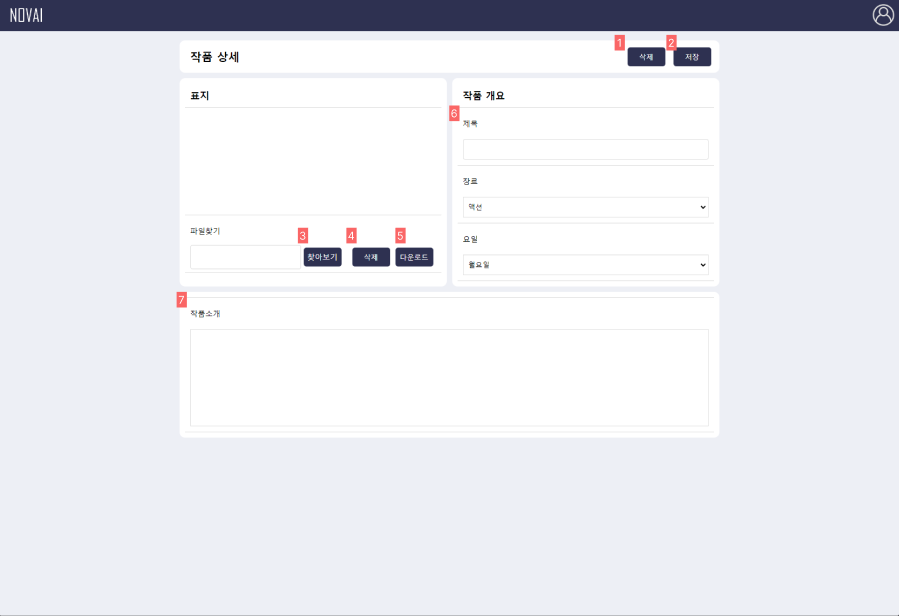 NOVAI
작품 상세
1
삭제
2
저장
표지
파일찾기
3
찾아보기
4
삭제
5
다운로드
작품 개요
6
제목
장르
액션
요일
월요일
7
작품소개